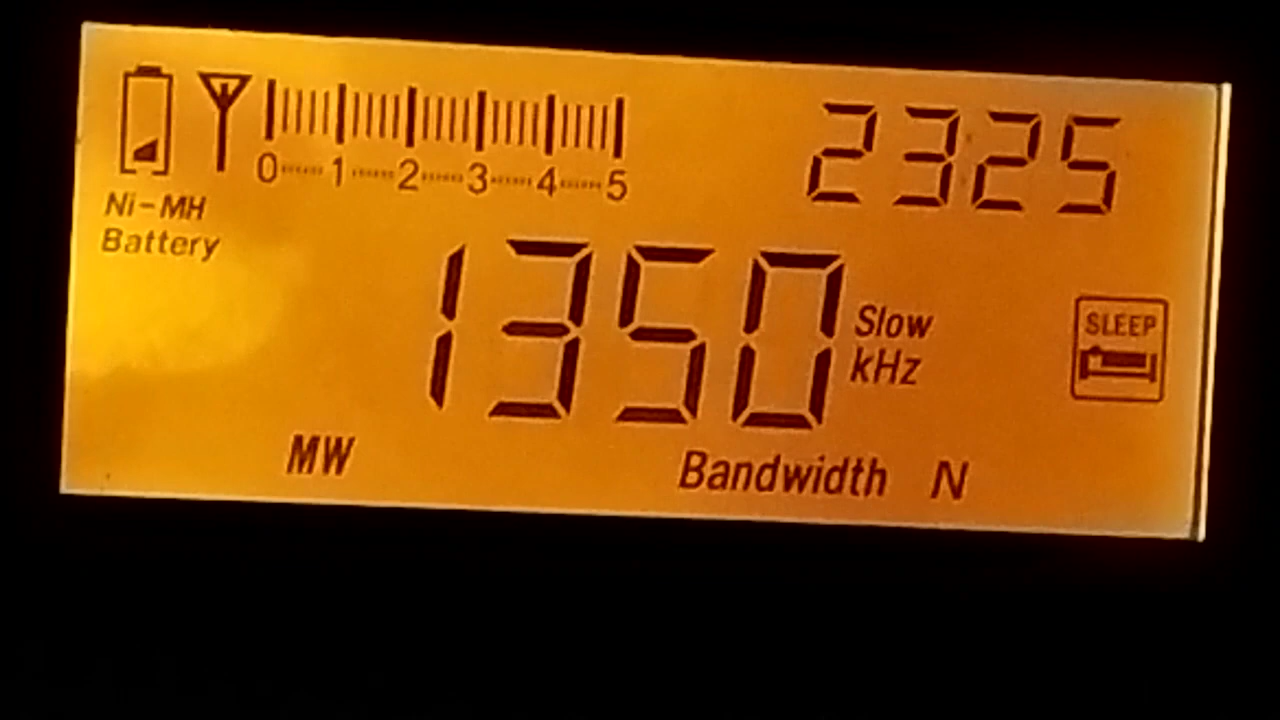 0 1 2 3 4 5
2325
Ni-MH
Battery
1350
Slow
kHz
SLEEP
MW
Bandwidth N